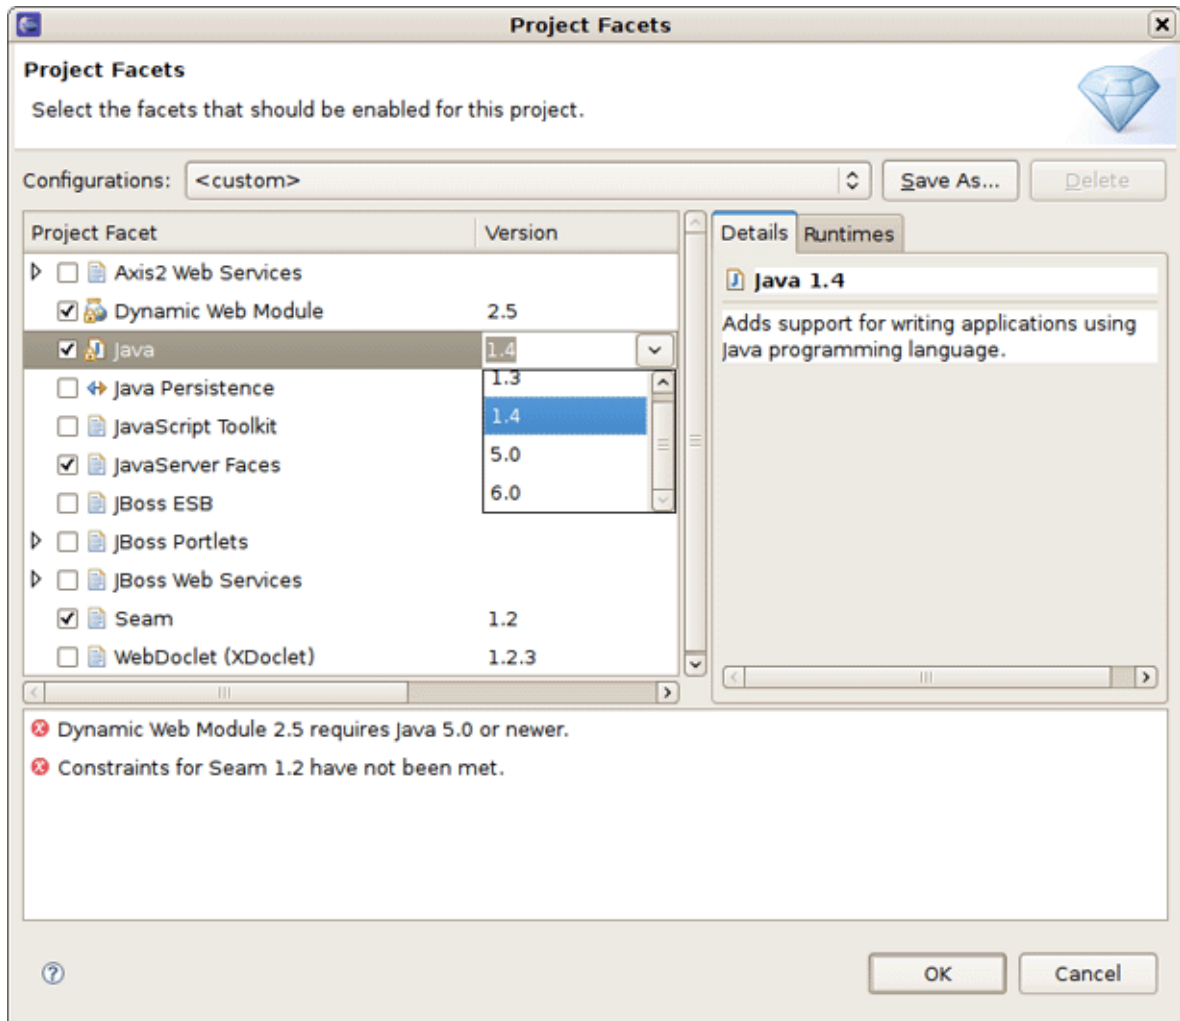 Project Facets
Project Facets
Select the facets that should be enabled for this project.
Configurations: <custom> Save As... Delete
Project Facet Version
Axis2 Web Services
Dynamic Web Module 2.5
Java 1.4
Java Persistence
JavaScript Toolkit
JavaServer Faces
JBoss ESB
JBoss Portlets
JBoss Web Services
Seam 1.2
WebDoclet (XDoclet) 1.2.3
1.3
1.4
5.0
6.0
Details Runtimes
Java 1.4
Adds support for writing applications using
Java programming language.
Dynamic Web Module 2.5 requires Java 5.0 or newer.
Constraints for Seam 1.2 have not been met.
OK Cancel